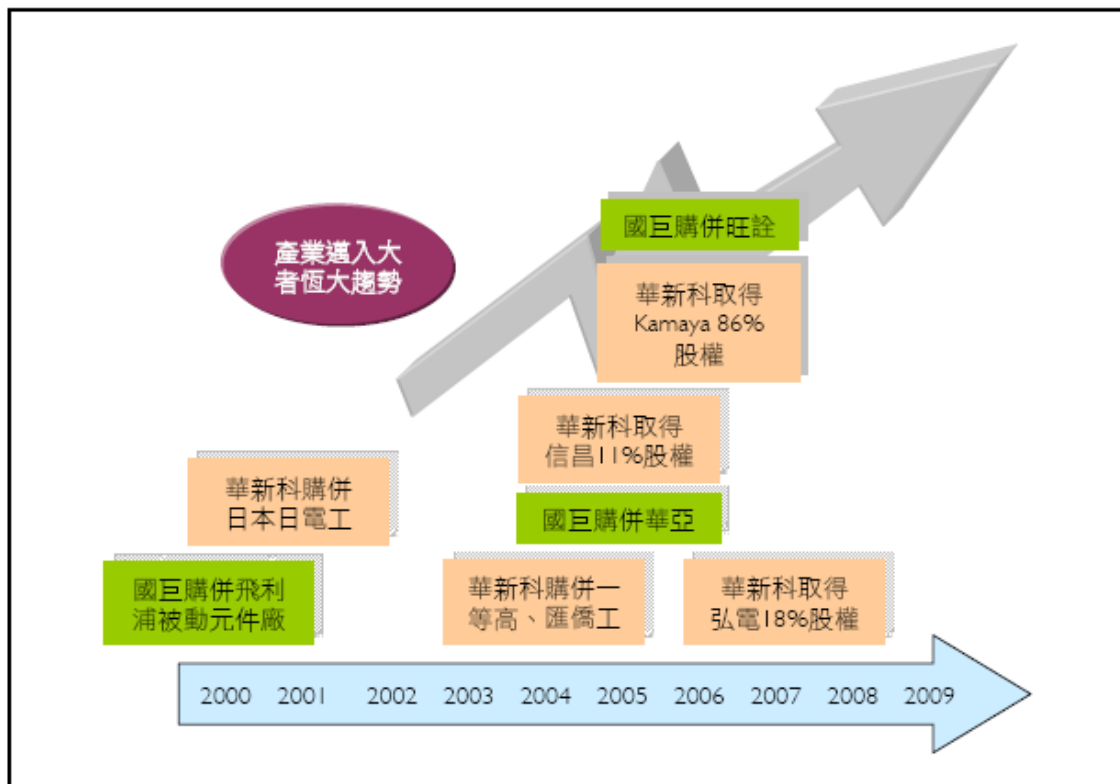 國巨購併旺詮
產業邁入大
者恆大趨勢
華新科取得
Kamaya 86%
股權
華新科取得
信昌11%股權
華新科購併
日本日電工
國巨購併華亞
國巨購併飛利
浦被動元件廠
華新科購併一
等高、匯僑工
華新科取得
弘電18%股權
2000 2001 2002 2003 2004 2005 2006 2007 2008 2009